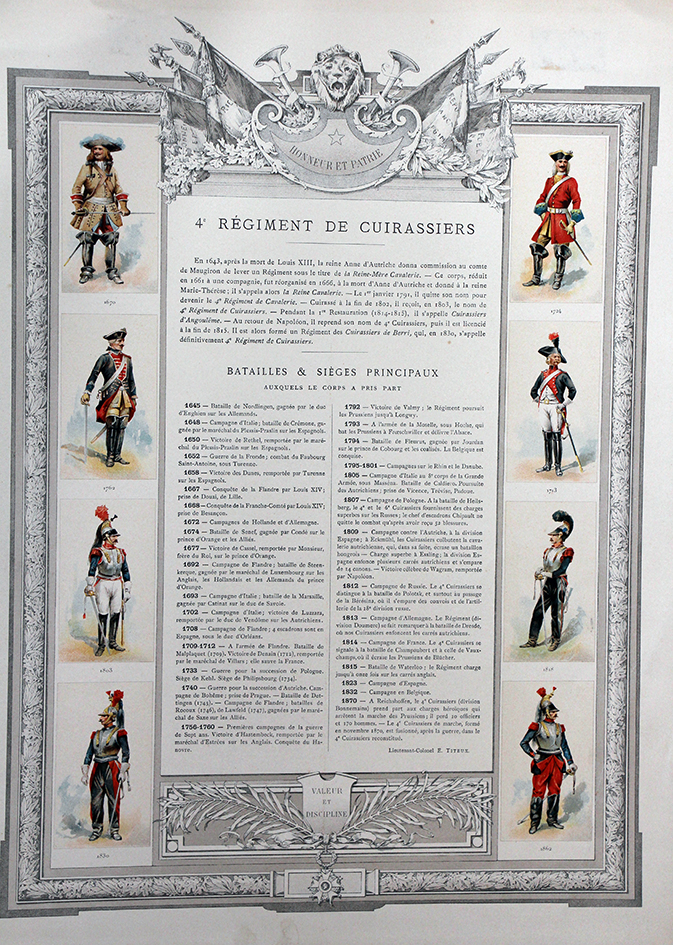 HONNEUR ET PATRIE
4e RÉGIMENT DE CUIRASSIERS
En 1643, après la mort de Louis XIII, la reine Anne d'Autriche donna commission au comte
de Maugiron de lever un Régiment sous le titre de la Reine-Mère Cavalerie. — Ce corps, réduit
en 1661 à une compagnie, fut réorganisé en 1666, à la mort d'Anne d'Autriche et donné à la reine
Marie-Thérèse; il s'appela alors la Reine Cavalerie. — Le 1er janvier 1791, il quitte son nom pour
devenir le 4e Régiment de Cavalerie. — Cuirassé à la fin de 1802, il reçoit, en 1803, le nom de
4e Régiment de Cuirassiers. — Pendant la 1re Restauration (1814-1815), il s'appelle Cuirassiers
d'Angoulême. — Au retour de Napoléon, il reprend son nom de 4e Cuirassiers, puis il est licencié
à la fin de 1815. Il est alors formé un Régiment des Cuirassiers de Berri, qui, en 1830, s'appelle
définitivement 4e Régiment de Cuirassiers.
BATAILLES & SIÈGES PRINCIPAUX
AUXQUELS LE CORPS A PRIS PART
1645 — Bataille de Nordlingen, gagnée par le duc
d'Enghien sur les Allemands.
1648 — Campagne d'Italie; bataille de Crémone, ga-
gnée par le maréchal du Plessis-Praslin sur les Espagnols.
1650 — Victoire de Rethel, remportée par le maré-
chal du Plessis-Praslin sur les Espagnols.
1652 — Guerre de la Fronde; combat du Faubourg
Saint-Antoine, sous Turenne.
1658 — Victoire des Dunes, remportée par Turenne
sur les Espagnols.
1667 — Conquête de la Flandre par Louis XIV;
prise de Douai, de Lille.
1668 — Conquête de la Franche-Comté par Louis XIV;
prise de Besançon.
1672 — Campagnes de Hollande et d'Allemagne.
1674 — Bataille de Senef, gagnée par Condé sur le
prince d'Orange et les Alliés.
1677 — Victoire de Cassel, remportée par Monsieur,
frère du Roi, sur le prince d'Orange.
1692 — Campagne de Flandre; bataille de Steen-
kerque, gagnée par le maréchal de Luxembourg sur les
Anglais, les Hollandais et les Allemands du prince
d'Orange.
1693 — Campagne d'Italie; bataille de la Marsaille,
gagnée par Catinat sur le duc de Savoie.
1702 — Campagne d'Italie; victoire de Luzzara,
remportée par le duc de Vendôme sur les Autrichiens.
1708 — Campagne de Flandre; 4 escadrons sont en
Espagne, sous le duc d'Orléans.
1709-1712 — A l'armée de Flandre. Bataille de
Malplaquet (1709). Victoire de Denain (1712), remportée
par le maréchal de Villars; elle sauve la France.
1733 — Guerre pour la succession de Pologne.
Siège de Kehl. Siège de Philipsbourg (1734).
1740 — Guerre pour la succession d'Autriche. Cam-
pagne de Bohême; prise de Prague. — Bataille de Det-
tingen (1743). — Campagne de Flandre; batailles de
Rocoux (1746), de Lawfeld (1747), gagnées par le maré-
chal de Saxe sur les Alliés.
1756-1760 — Premières campagnes de la guerre
de Sept ans. Victoire d'Hastembeck, remportée par le
maréchal d'Estrées sur les Anglais. Conquête du Ha-
novre.
1792 — Victoire de Valmy; le Régiment poursuit
les Prussiens jusqu'à Longwy.
1793 — A l'armée de la Moselle, sous Hoche, qui
bat les Prussiens à Frœschwiller et délivre l'Alsace.
1794 — Bataille de Fleurus, gagnée par Jourdan
sur le prince de Cobourg et les coalisés. La Belgique est
conquise.
1795-1801 — Campagnes sur le Rhin et le Danube.
1805 — Campagne d'Italie au 8e corps de la Grande
Armée, sous Masséna. Bataille de Caldiero. Poursuite
des Autrichiens; prise de Vicence, Trévise, Padoue.
1807 — Campagne de Pologne. A la bataille de Heils-
berg, le 4e et le 6e Cuirassiers fournissent des charges
superbes sur les Russes; le chef d'escadrons Chipault ne
quitte le combat qu'après avoir reçu 52 blessures.
1809 — Campagne contre l'Autriche, à la division
Espagne; à Eckmühl, les Cuirassiers culbutent la cava-
lerie autrichienne, qui, dans sa fuite, écrase un bataillon
hongrois — Charge superbe à Essling; la division Es-
pagne enfonce plusieurs carrés autrichiens et s'empare
de 14 canons. — Victoire célèbre de Wagram, remportée
par Napoléon.
1812 — Campagne de Russie. Le 4e Cuirassiers se
distingue à la bataille de Polotsk, et surtout au passage
de la Bérésina, où il s'empare des convois et de l'artille-
rie de la 18e division russe.
1813 — Campagne d'Allemagne. Le Régiment (di-
vision Doumerc) se fait remarquer à la bataille de Dresde,
où nos Cuirassiers enfoncent les carrés autrichiens.
1814 — Campagne de France. Le 4e Cuirassiers se
signale à la bataille de Champaubert et à celle de Vaux-
champs, où il écrase les Prussiens de Blücher.
1815 — Bataille de Waterloo; le Régiment charge
jusqu'à onze fois sur les carrés anglais.
1823 — Campagne d'Espagne.
1832 — Campagne en Belgique.
1870 — A Reichshoffen, le 4e Cuirassiers (division
Bonnemains) prend part aux charges héroïques qui
arrêtent la marche des Prussiens; il perd 20 officiers
et 170 hommes. — Le 4e Cuirassiers de marche, formé
en novembre 1870, est fusionné, après la guerre, dans le
4e Cuirassiers reconstitué.
Lieutenant-Colonel E. TITEUX.
1670
1724
1762
1793
1803
1830
VALEUR
ET
DISCIPLINE